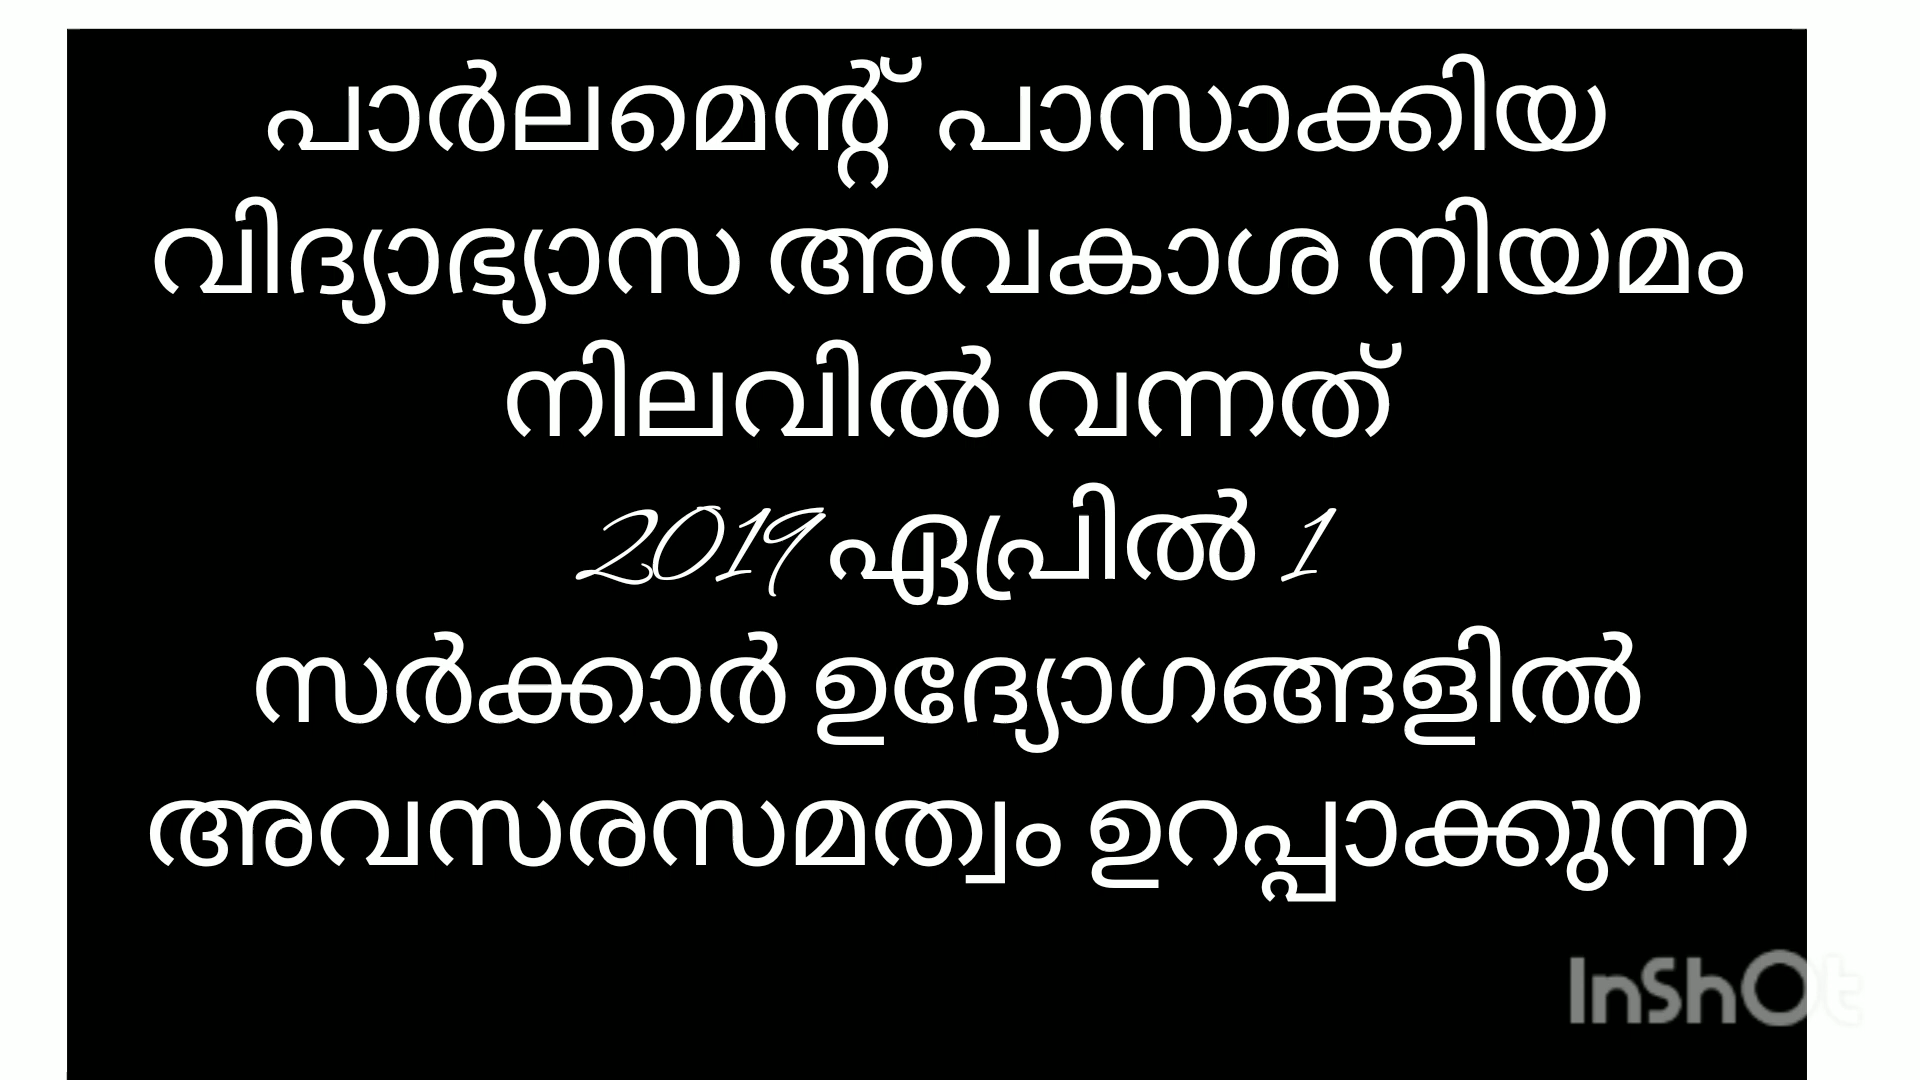 പാർലമെന്റ് പാസാക്കിയ
വിദ്യാഭ്യാസ അവകാശ നിയമം
നിലവിൽ വന്നത്
2019 ഏപ്രിൽ 1
സർക്കാർ ഉദ്യോഗങ്ങളിൽ
അവസരസമത്വം ഉറപ്പാക്കുന്ന
InShOt